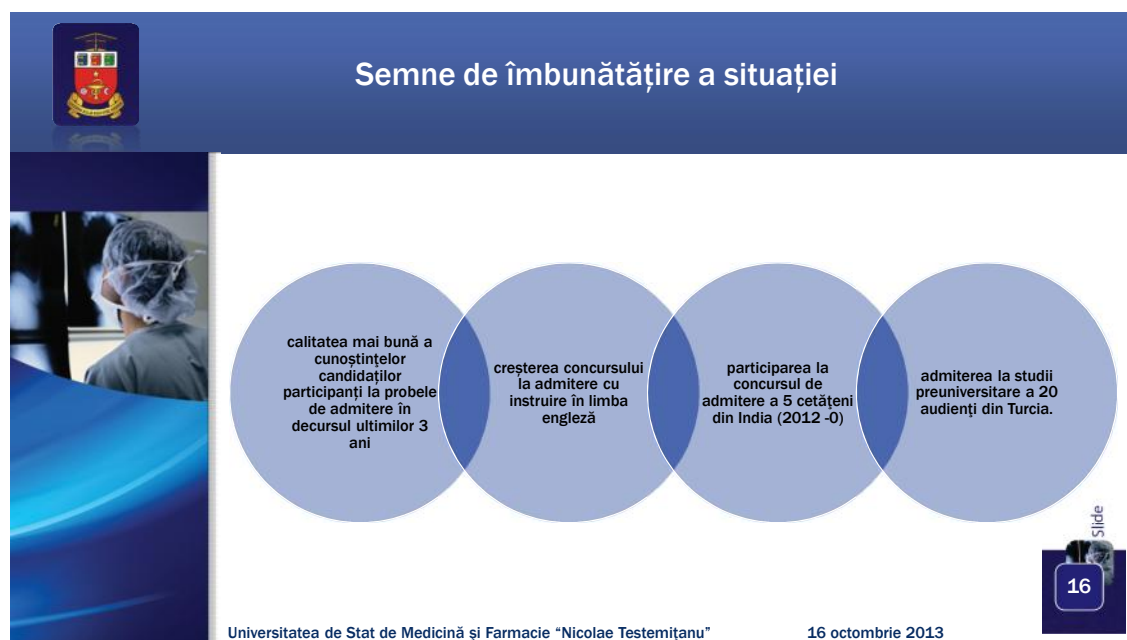 Semne de îmbunătățire a situației
calitatea mai bună a
cunoștințelor
candidaților
participanți la probele
de admitere în
decursul ultimilor 3
ani
creșterea concursului
la admitere cu
instruire în limba
engleză
participarea la
concursul de
admitere a 5 cetățeni
din India (2012 -0)
admiterea la studii
preuniversitare a 20
audienți din Turcia.
Slide
16
Universitatea de Stat de Medicină și Farmacie “Nicolae Testemițanu” 16 octombrie 2013